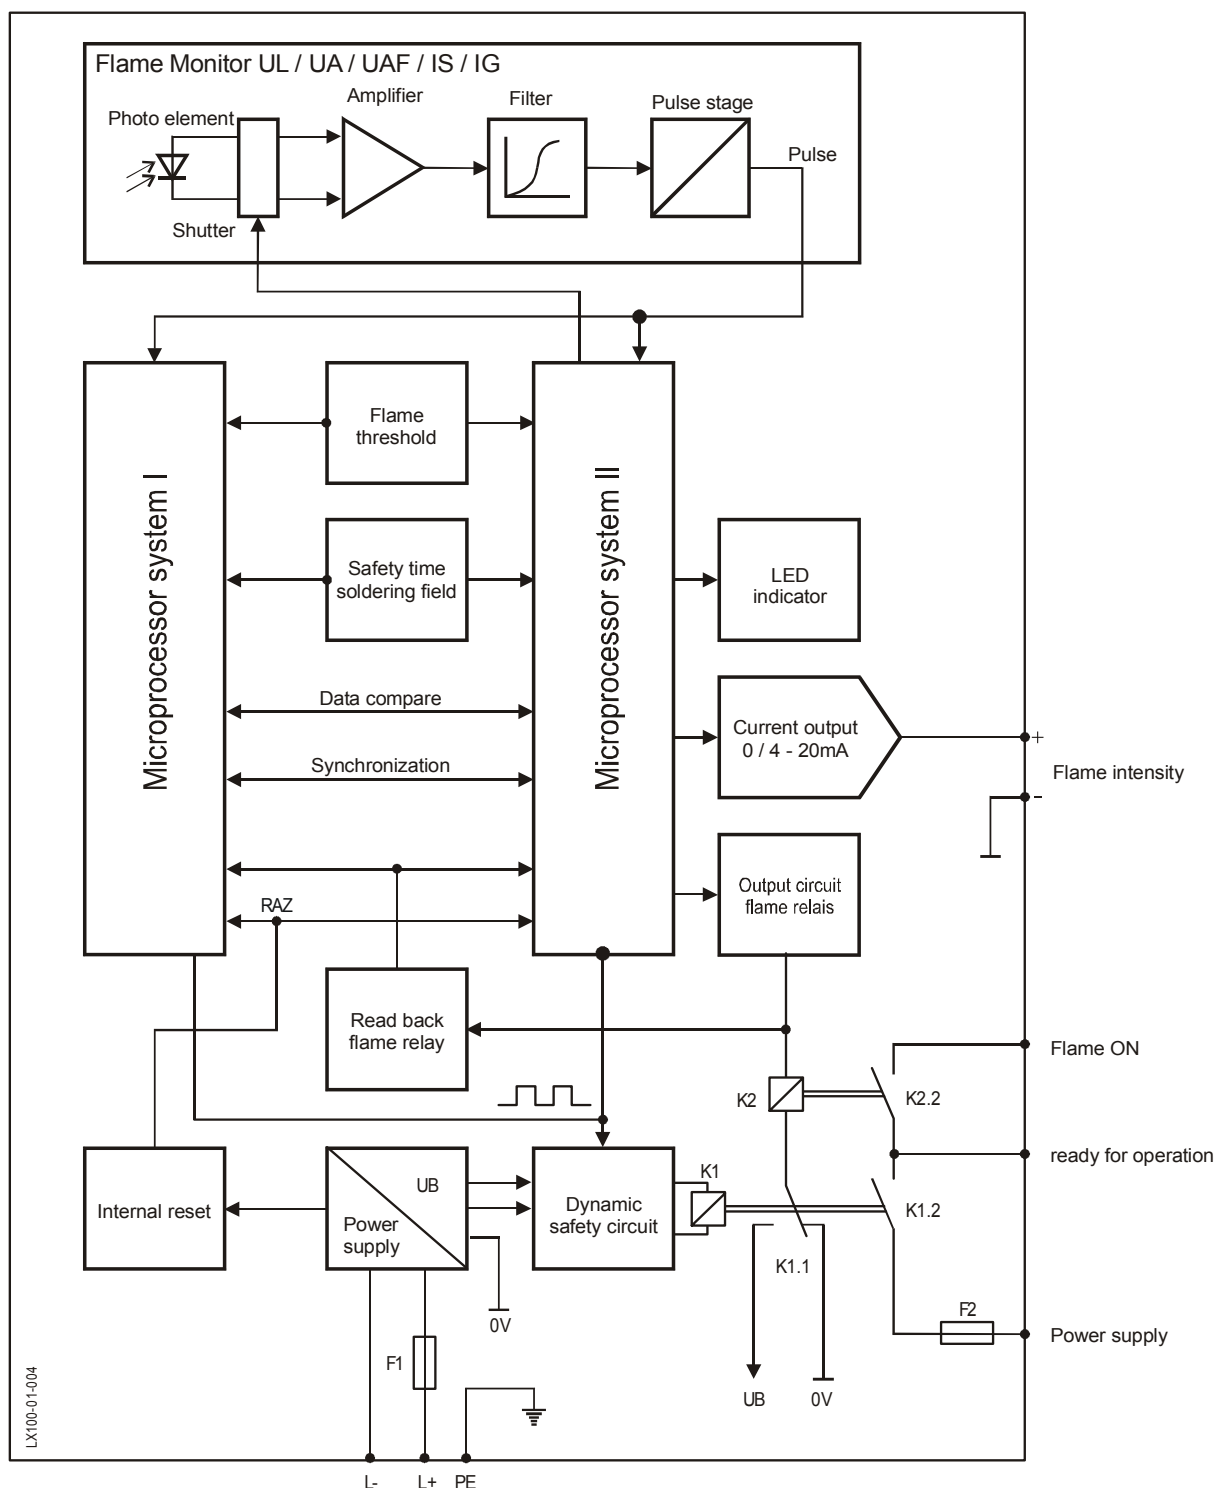 Flame Monitor UL / UA / UAF / IS / IG
Amplifier
Filter
Pulse stage
Photo element
Pulse
Shutter
Microprocessor system I
Flame
threshold
Microprocessor system II
Safety time
soldering field
LED
indicator
Data compare
Current output
0 / 4 - 20mA
+
Synchronization
Flame intensity
-
Output circuit
flame relais
RAZ
Read back
flame relay
Flame ON
K2
K2.2
ready for operation
K1
UB
Internal reset
Dynamic
safety circuit
K1.2
Power
supply
K1.1
0V
F2
Power supply
F1
UB
0V
LX100-01-004
L-
L+
PE